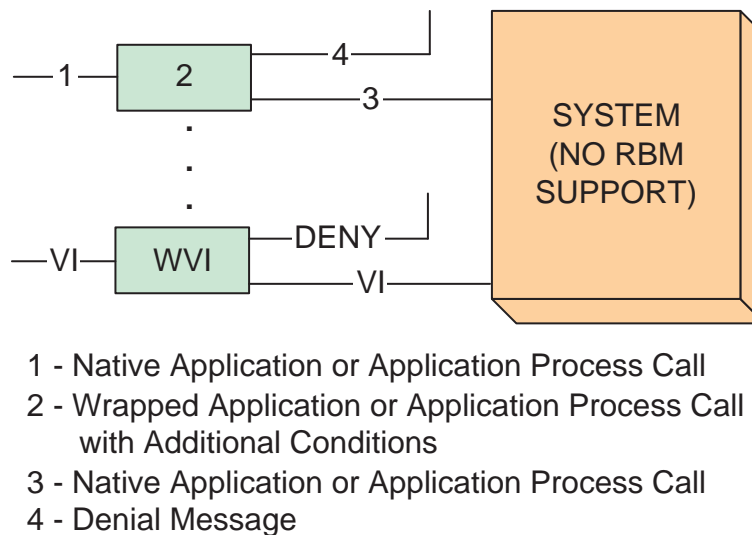 4
1
2
3
SYSTEM
(NO RBM
SUPPORT)
.
.
.
DENY
VI
WVI
VI
1 - Native Application or Application Process Call
2 - Wrapped Application or Application Process Call
with Additional Conditions
3 - Native Application or Application Process Call
4 - Denial Message